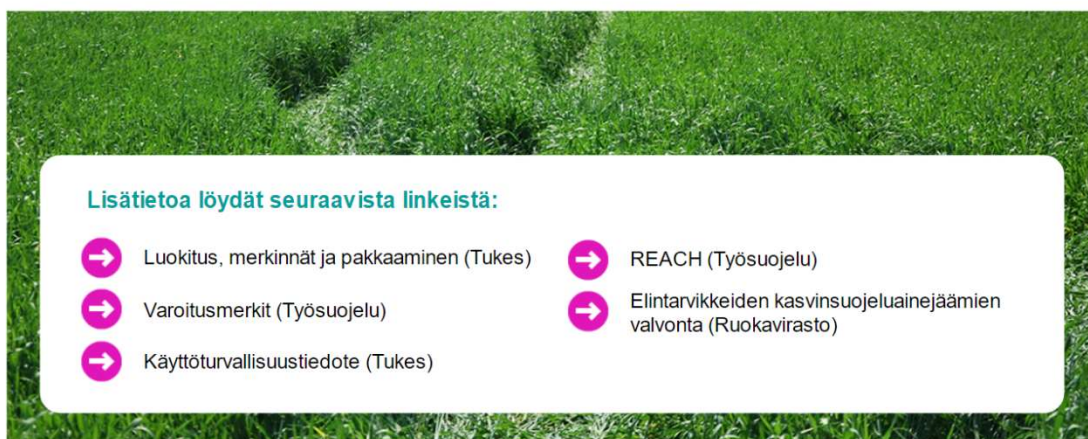 Lisätietoa löydät seuraavista linkeistä:
Luokitus, merkinnät ja pakkaaminen (Tukes)
Varoitusmerkit (Työsuojelu)
Käyttöturvallisuustiedote (Tukes)
REACH (Työsuojelu)
Elintarvikkeiden kasvinsuojeluainejäämien
valvonta (Ruokavirasto)